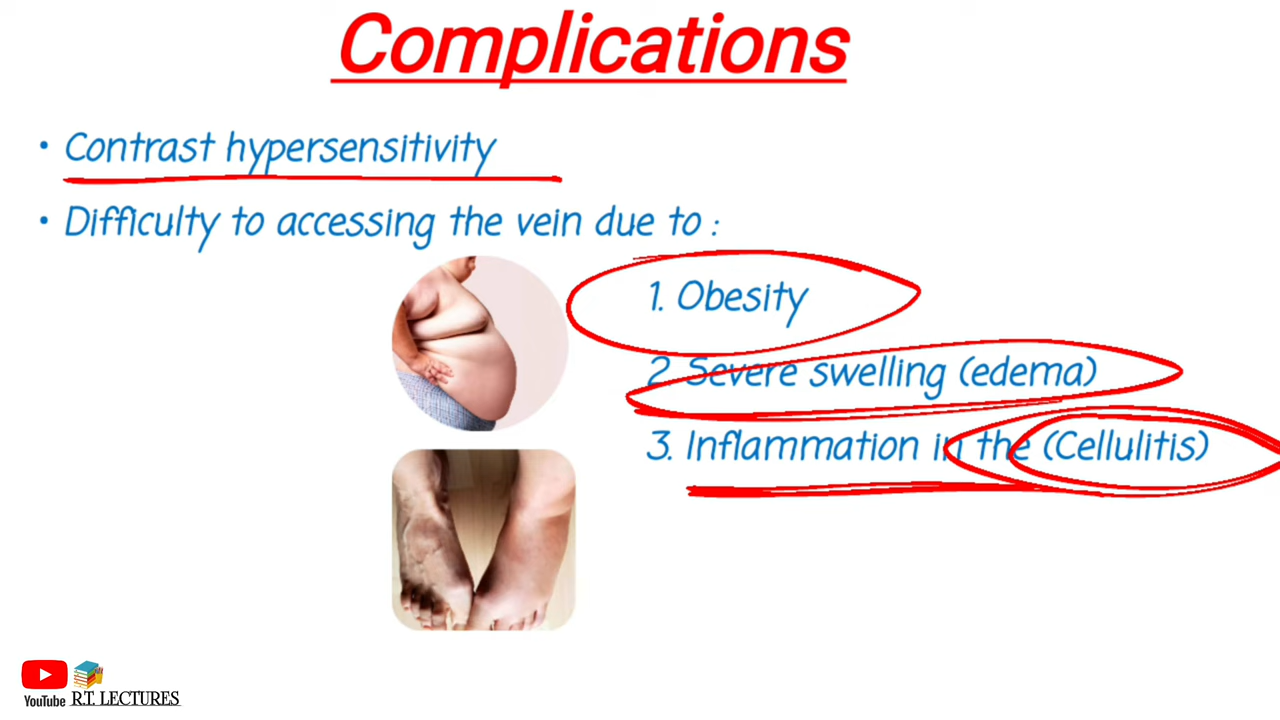 Complications
• Contrast hypersensitivity
• Difficulty to accessing the vein due to :
1. Obesity
2. Severe swelling (edema)
3. Inflammation in the (Cellulitis)
YouTube R.T. LECTURES